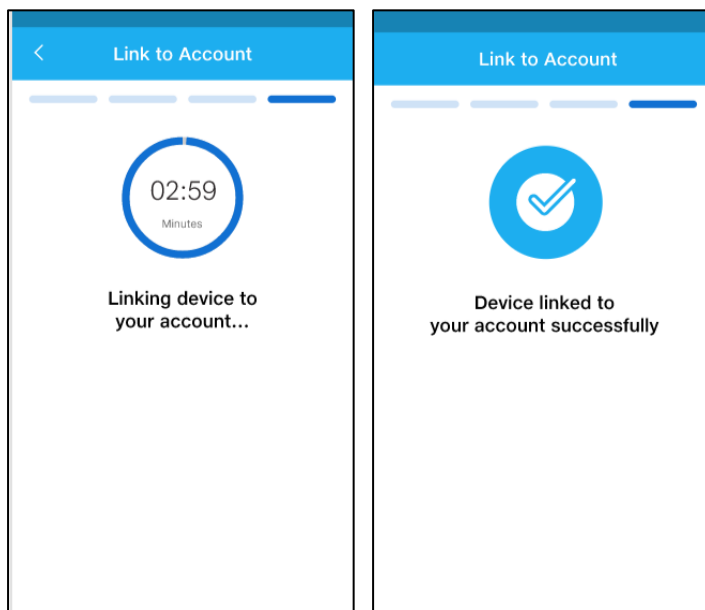 Link to Account
02:59
Minutes
Linking device to
your account...
Link to Account
Device linked to
your account successfully